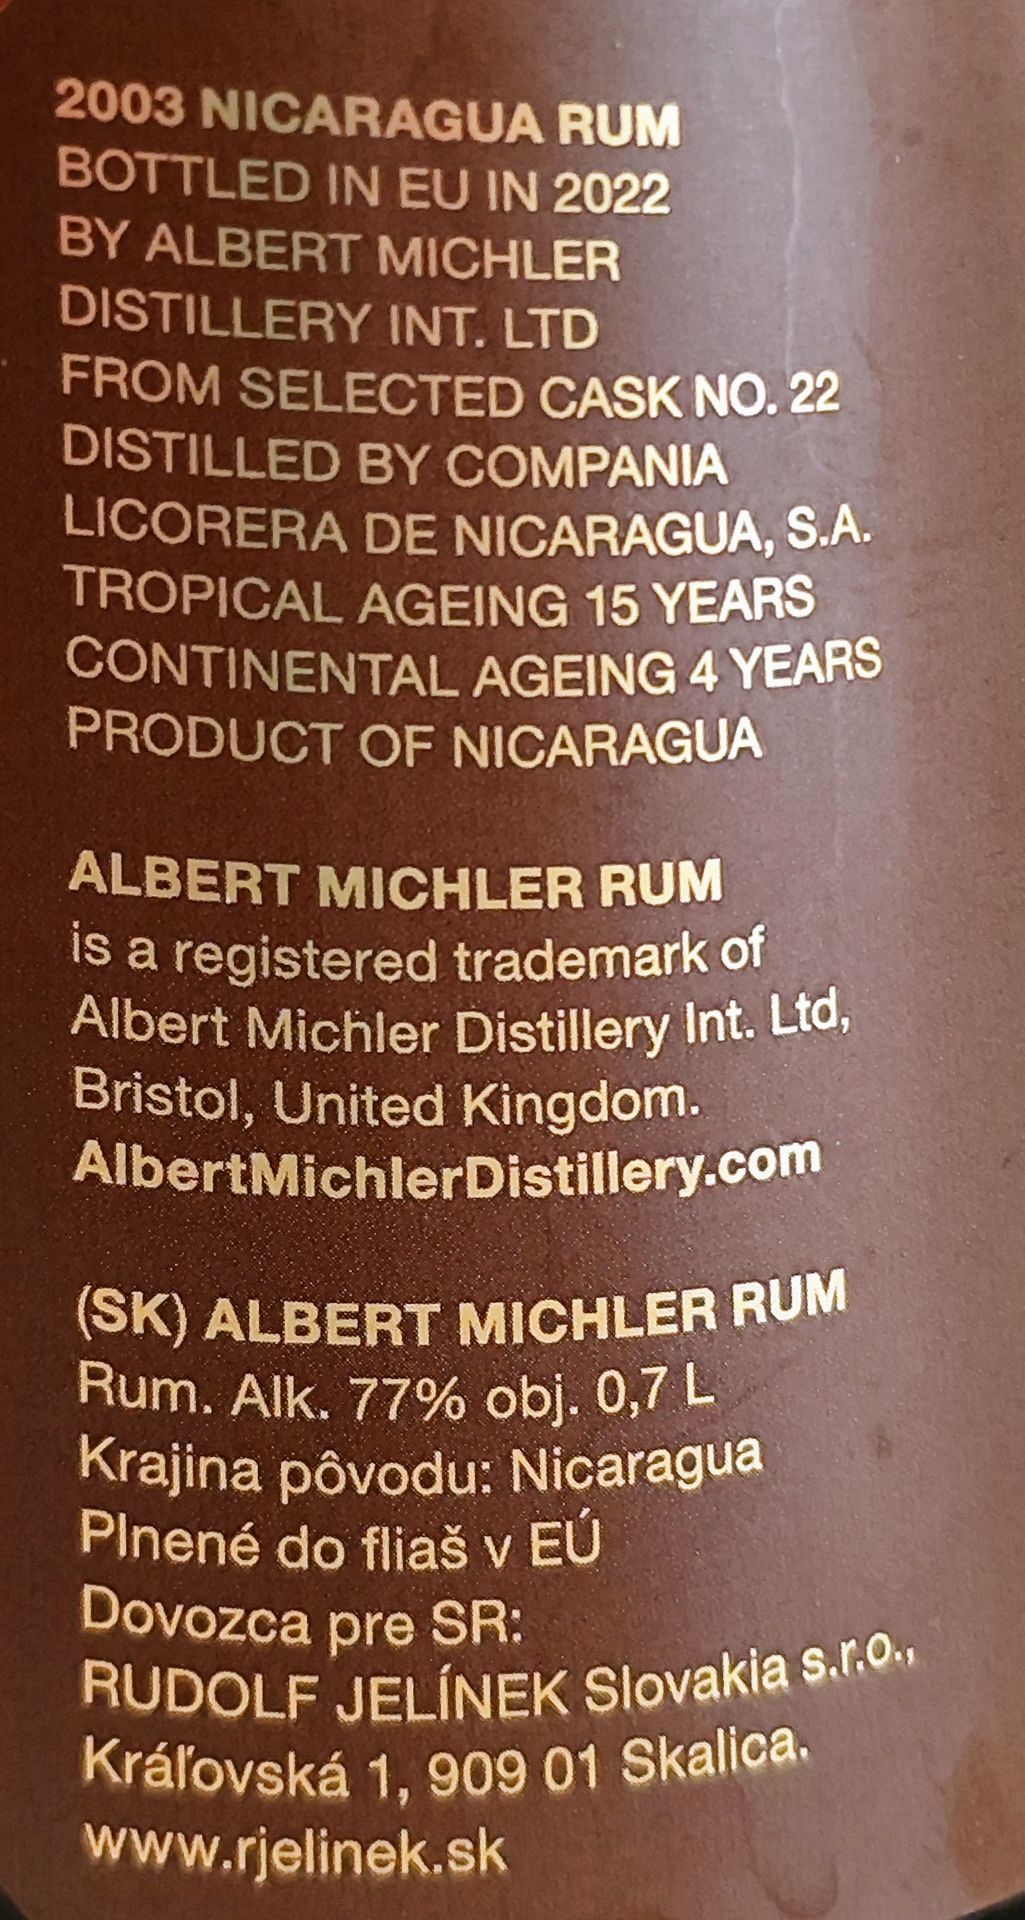 2003 NICARAGUA RUM
BOTTLED IN EU IN 2022
BY ALBERT MICHLER
DISTILLERY INT. LTD
FROM SELECTED CASK NO. 22
DISTILLED BY COMPANIA
LICORERA DE NICARAGUA, S.A.
TROPICAL AGEING 15 YEARS
CONTINENTAL AGEING 4 YEARS
PRODUCT OF NICARAGUA
ALBERT MICHLER RUM
is a registered trademark of
Albert Michler Distillery Int. Ltd,
Bristol, United Kingdom.
AlbertMichlerDistillery.com
(SK) ALBERT MICHLER RUM
Rum. Alk. 77% obj. 0,7 L
Krajina pôvodu: Nicaragua
Plnené do fliaš v EÚ
Dovozca pre SR:
RUDOLF JELÍNEK Slovakia s.r.o.,
Kráľovská 1, 909 01 Skalica.
www.rjelinek.sk